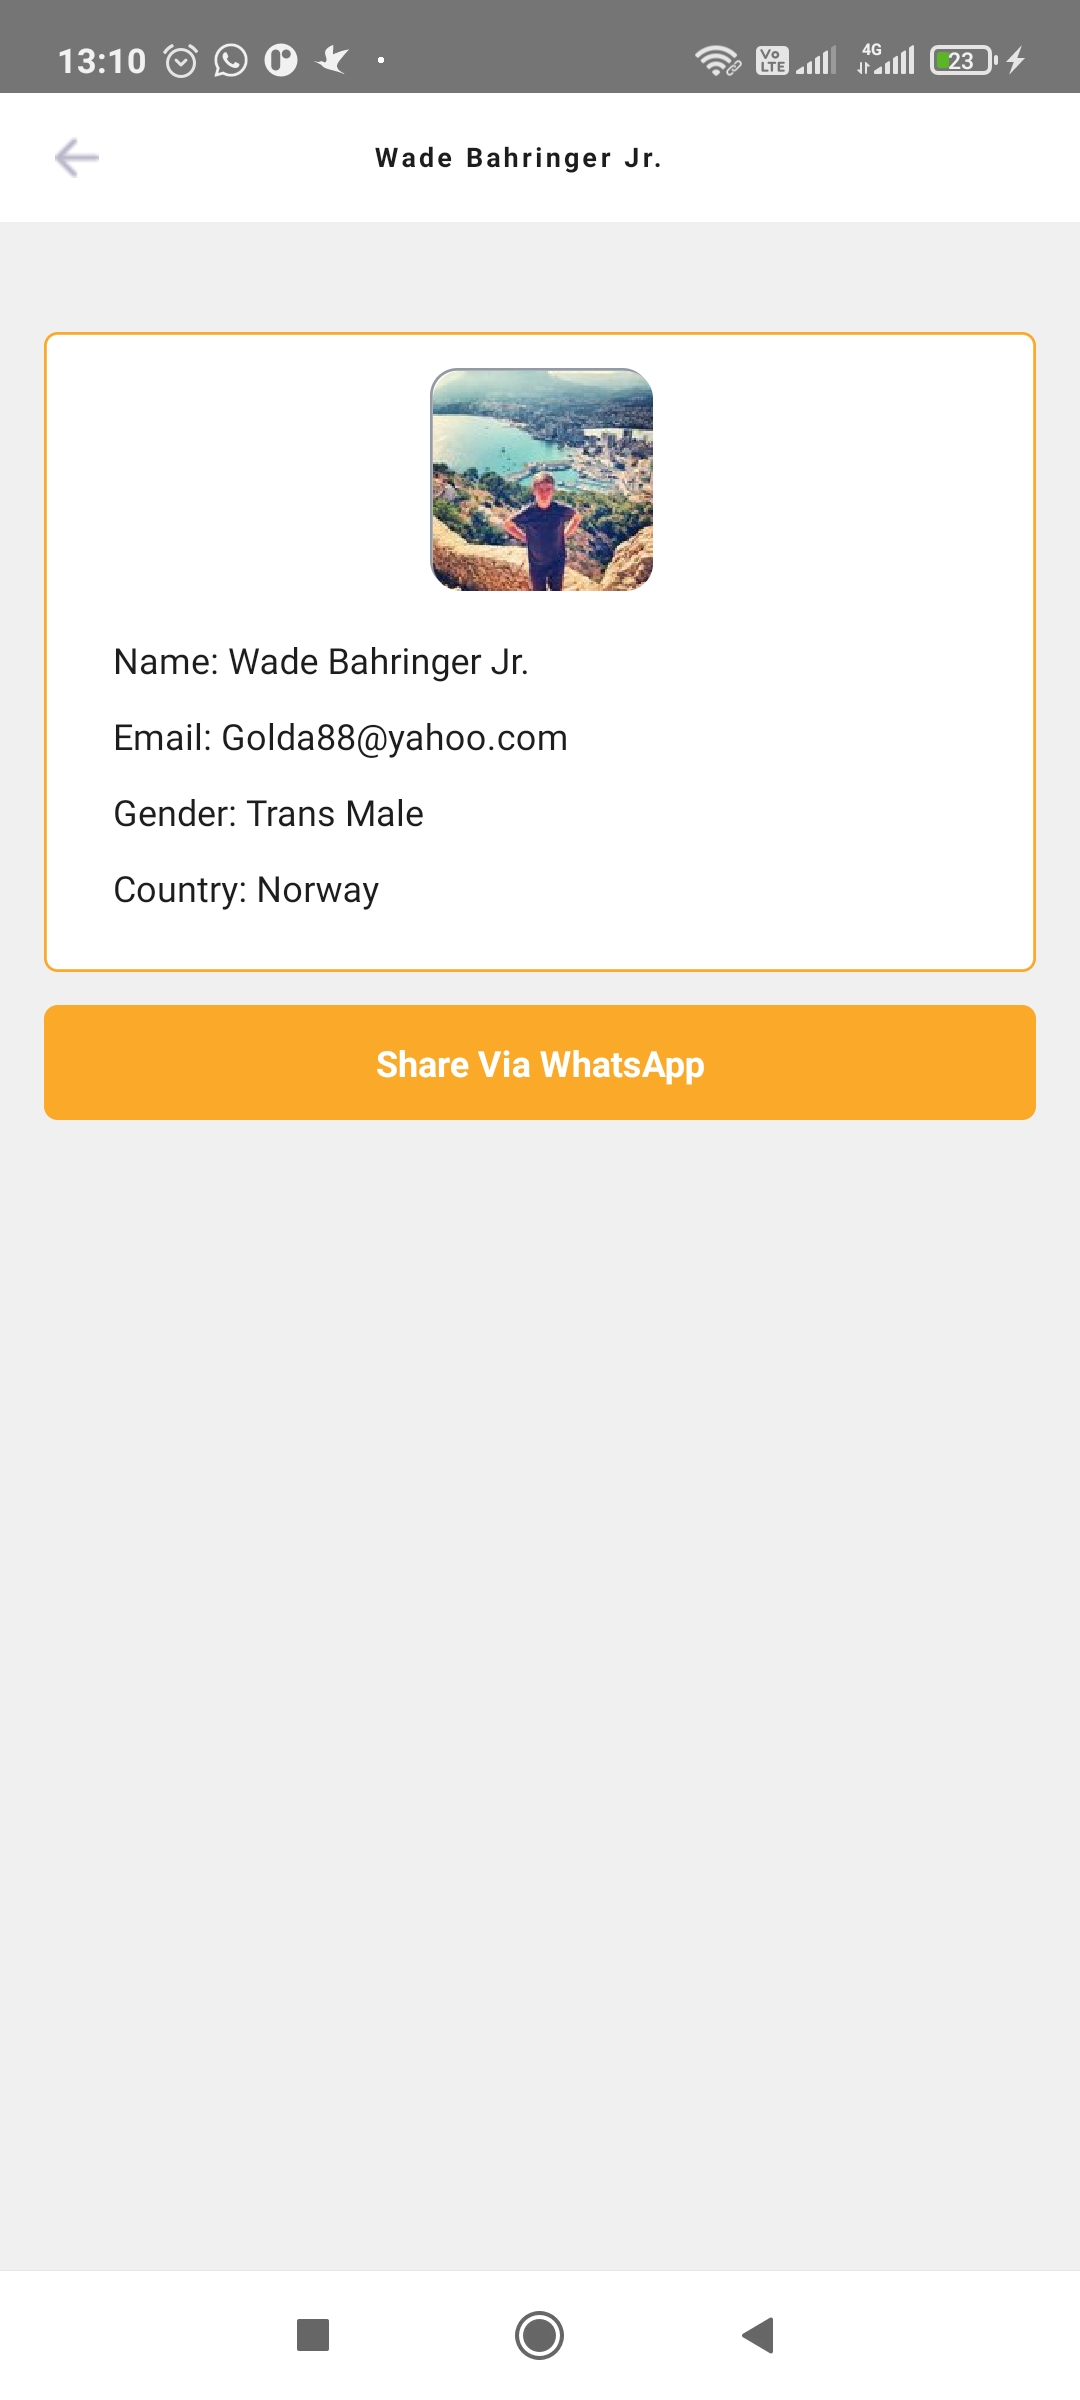 13:10 Vo LTE 4G 23
Wade Bahringer Jr.
Name: Wade Bahringer Jr.
Email: Golda88@yahoo.com
Gender: Trans Male
Country: Norway
Share Via WhatsApp